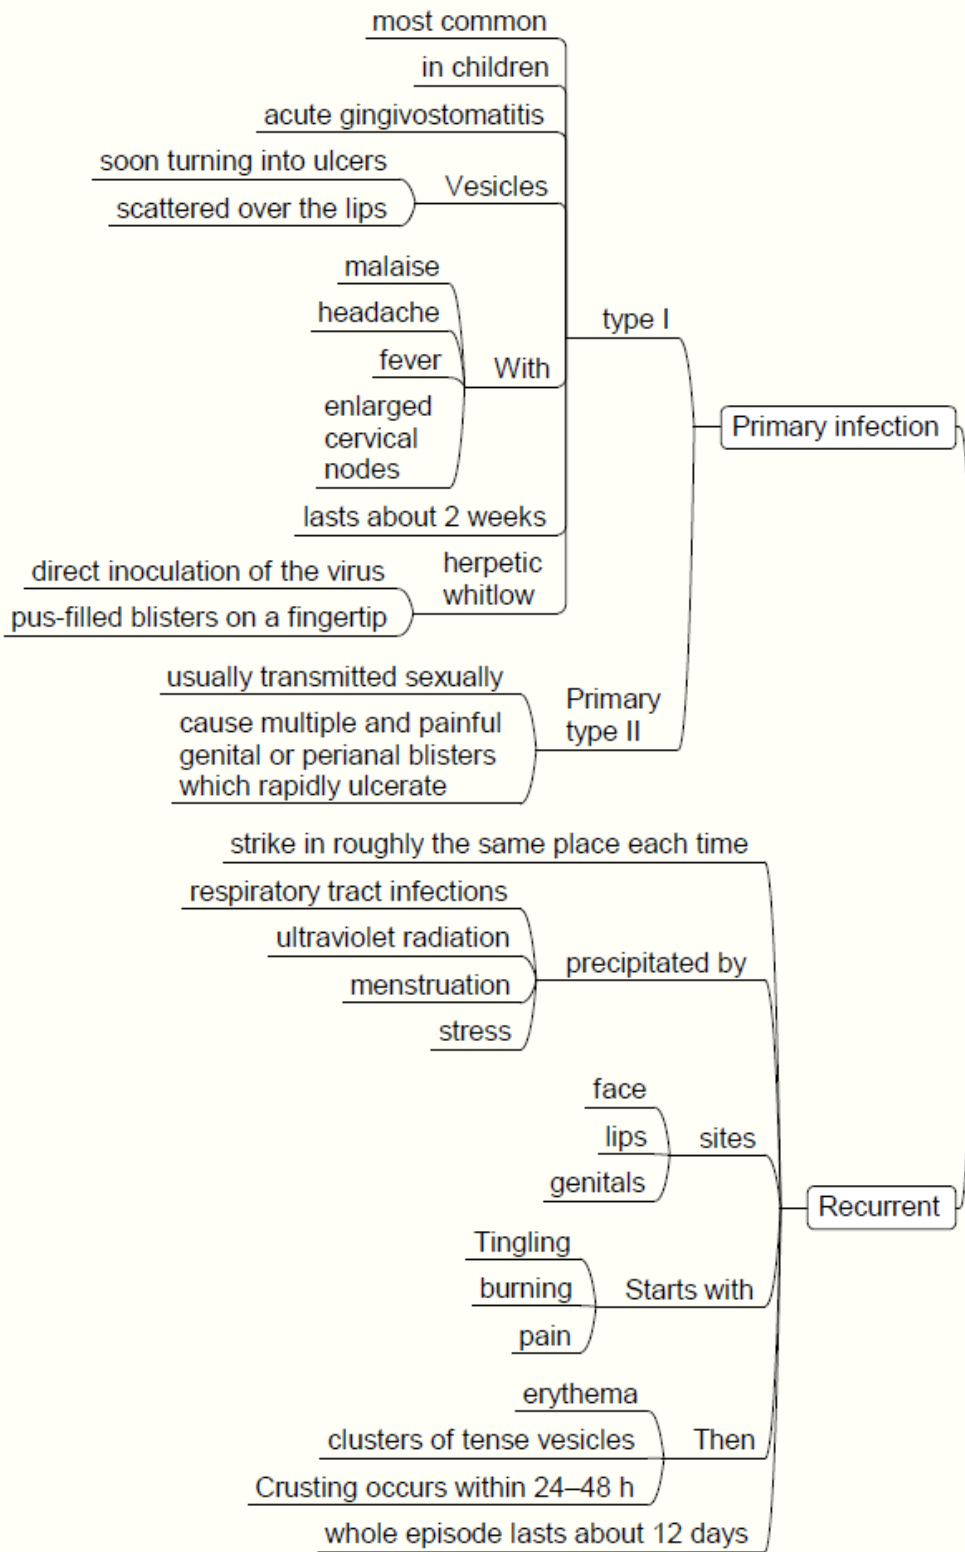 most common
in children
acute gingivostomatitis
soon turning into ulcers
scattered over the lips
Vesicles
malaise
headache
fever
enlarged
cervical
nodes
With
lasts about 2 weeks
direct inoculation of the virus
pus-filled blisters on a fingertip
herpetic
whitlow
type I
usually transmitted sexually
cause multiple and painful
genital or perianal blisters
which rapidly ulcerate
Primary
type II
Primary infection
strike in roughly the same place each time
respiratory tract infections
ultraviolet radiation
menstruation
stress
precipitated by
face
lips
genitals
sites
Tingling
burning
pain
Starts with
erythema
clusters of tense vesicles
Crusting occurs within 24–48 h
Then
whole episode lasts about 12 days
Recurrent